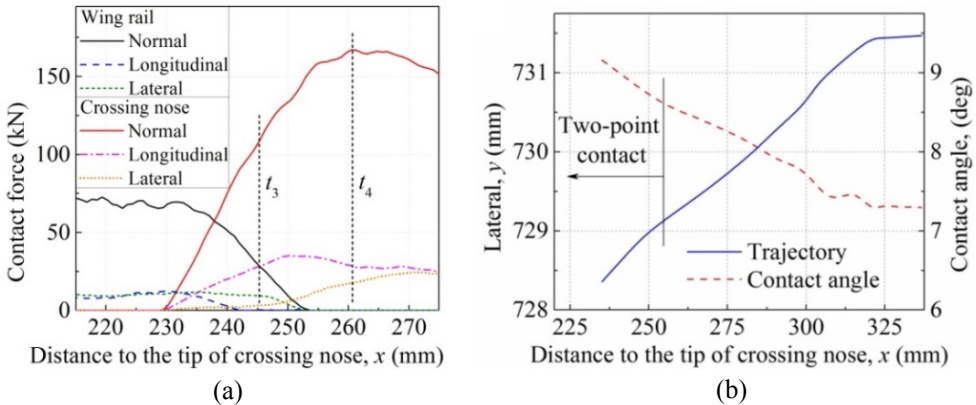 Wing rail
Normal
Longitudinal
Lateral
Crossing nose
Normal
Longitudinal
Lateral
t3
t4
Contact force (kN)
150
100
50
0
220 230 240 250 260 270
Distance to the tip of crossing nose, x (mm)
(a)
Two-point
contact
Trajectory
Contact angle
Lateral, y (mm)
731
730
729
728
Contact angle, (deg)
9
8
7
6
225 250 275 300 325
Distance to the tip of crossing nose, x (mm)
(b)